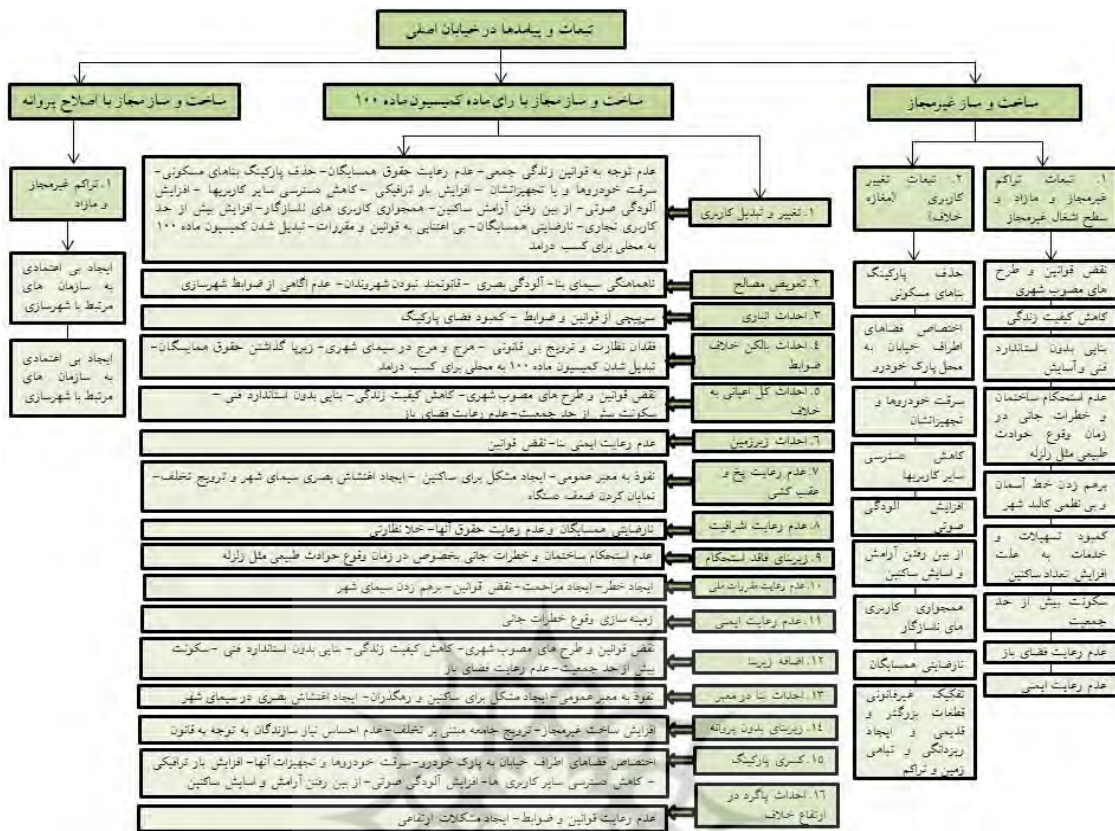 تبعات و پیامدها در خیابان اصلی
ساخت و ساز غیرمجاز
ساخت و ساز مجاز با رای ماده کمیسیون ماده ۱۰۰
ساخت و ساز مجاز با اصلاح پروانه
۱. تبعات تراکم
غیرمجاز و مازاد و
سطح اشغال غیرمجاز
نقض قوانین و طرح
های مصوب شهری
کاهش کیفیت زندگی
بنایی بدون استاندارد
فنی و آسایش
عدم استحکام ساختمان
و خطرات جانی در
زمان وقوع حوادث
طبیعی مثل زلزله
برهم زدن خط آسمان
و بی نظمی کالبد شهر
کمبود تسهیلات و
خدمات به علت
افزایش تعداد ساکنین
سکونت بیش از حد
جمعیت
عدم رعایت فضای باز
عدم رعایت ایمنی
۲. تبعات تغییر
کاربری (مغازه
خلاف)
حذف پارکینگ
بناهای مسکونی
اختصاص فضاهای
اطراف خیابان به
محل پارک خودرو
سرقت خودروها و
تجهیزاتشان
کاهش دسترسی
سایر کاربریها
افزایش آلودگی
صوتی
از بین رفتن آرامش
و اسایش ساکنین
همجواری کاربری
های ناسازگار
نارضایتی همسایگان
تفکیک غیرقانونی
قطعات بزرگتر و
قدیمی و ایجاد
ریزدانگی و تباهی
زمین و تراکم
۱. تغییر و تبدیل کاربری
عدم توجه به قوانین زندگی جمعی- عدم رعایت حقوق همسایگان- حذف پارکینگ بناهای مسکونی-
سرقت خودروها و یا تجهیزاتشان - افزایش بار ترافیکی - کاهش دسترسی سایر کاربریها - افزایش
آلودگی صوتی- از بین رفتن آرامش ساکنین- همجواری کاربری های ناسازگار- افزایش بیش از حد
کاربری تجاری- نارضایتی همسایگان- بی اعتنایی به قوانین و مقررات- تبدیل شدن کمیسیون ماده ۱۰۰
به محلی برای کسب درامد
۲. تعویض مصالح
ناهماهنگی سیمای بنا- آلودگی بصری - قانونمند نبودن شهروندان- عدم آگاهی از ضوابط شهرسازی
۳. احداث انباری
سرپیچی از قوانین و ضوابط - کمبود فضای پارکینگ
۴. احداث بالکن خلاف
ضوابط
فقدان نظارت و ترویج بی قانونی - هرج و مرج در سیمای شهری- زیرپا گذاشتن حقوق همسایگان-
تبدیل شدن کمیسیون ماده ۱۰۰ به محلی برای کسب درامد
۵. احداث کل اعیانی به
خلاف
نقض قوانین و طرح های مصوب شهری- کاهش کیفیت زندگی- بنایی بدون استاندارد فنی -
سکونت بیش از حد جمعیت- عدم رعایت فضای باز
۶. احداث زیرزمین
عدم رعایت ایمنی بنا- نقض قوانین
۷. عدم رعایت پخ و
عقب کشی
نفوذ به معبر عمومی- ایجاد مشکل برای ساکنین - ایجاد اغتشاش بصری سیمای شهر و ترویج تخلف-
نمایان کردن ضعف دستگاه
۸. عدم رعایت اشرافیت
نارضایتی همسایگان و عدم رعایت حقوق آنها- خلا نظارتی
۹. زیربنای فاقد استحکام
عدم استحکام ساختمان و خطرات جانی بخصوص در زمان وقوع حوادث طبیعی مثل زلزله
۱۰. عدم رعایت مقررات ملی
ایجاد خطر- ایجاد مزاحمت- نقض قوانین- برهم زدن سیمای شهر
۱۱. عدم رعایت ایمنی
زمینه سازی وقوع خطرات جانی
۱۲. اضافه زیربنا
نقض قوانین و طرح های مصوب شهری- کاهش کیفیت زندگی- بنایی بدون استاندارد فنی - سکونت
بیش از حد جمعیت- عدم رعایت فضای باز
۱۳. احداث بنا در معبر
نفوذ به معبر عمومی- ایجاد مشکل برای ساکنین و رهگذران- ایجاد اغتشاش بصری در سیمای شهر
۱۴. زیربنای بدون پروانه
افزایش ساخت غیرمجاز- ترویج جامعه مبتنی بر تخلف- عدم احساس نیاز سازندگان به توجه به قانون
۱۵. کسری پارکینگ
اختصاص فضاهای اطراف خیابان به پارک خودرو- سرقت خودروها و تجهیزات آنها- افزایش بار ترافیکی
- کاهش دسترسی سایر کاربری ها- افزایش آلودگی صوتی- از بین رفتن آرامش و اسایش ساکنین
۱۶. احداث پاگرد در
ارتفاع خلاف
عدم رعایت قوانین و ضوابط- ایجاد مشکلات ارتفاعی
۱. تراکم غیرمجاز
و مازاد
ایجاد بی اعتمادی
به سازمان های
مرتبط با شهرسازی
ایجاد بی اعتمادی
به سازمان های
مرتبط با شهرسازی